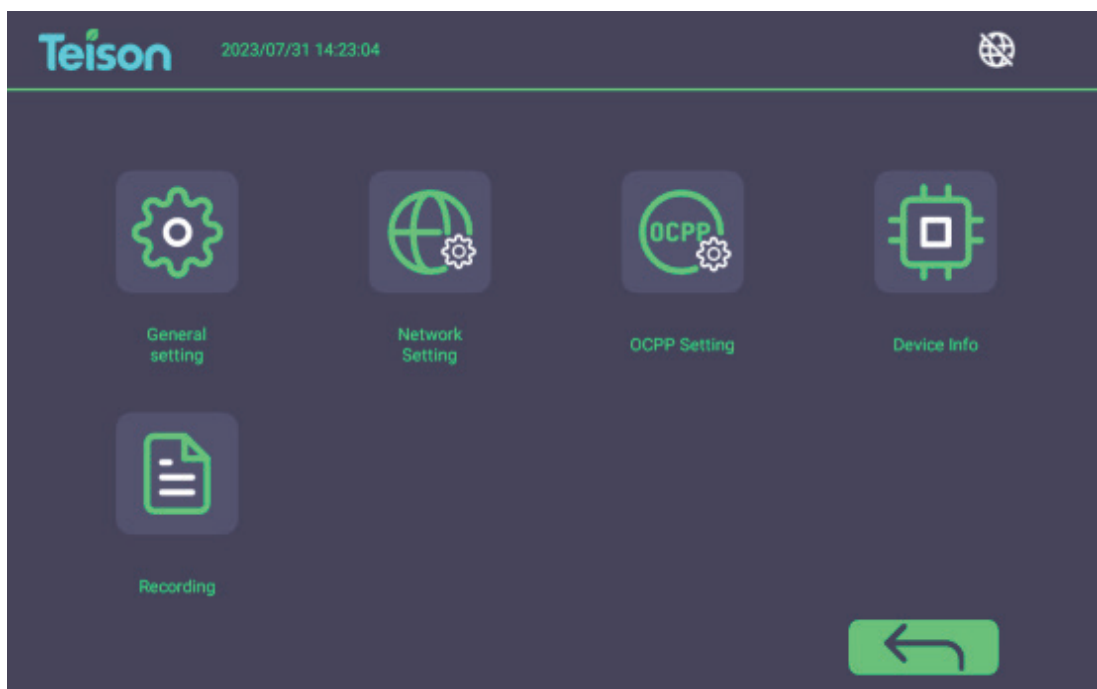 Teison
2023/07/31 14:23:04
OCPP
General
setting
Network
Setting
OCPP Setting
Device Info
Recording